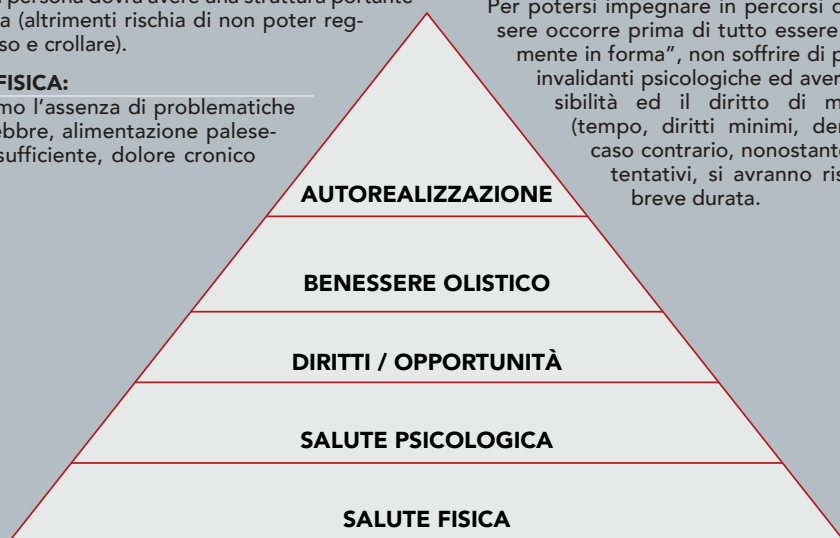 persona dovrà avere una struttura portante
a (altrimenti rischia di non poter reg-
so e crollare).
FISICA:
mo l'assenza di problematiche
ebbre, alimentazione palese-
sufficiente, dolore cronico
Per potersi impegnare in percorsi d
sere occorre prima di tutto essere
mente in forma", non soffrire di p
invalidanti psicologiche ed aver
sibilità ed il diritto di m
(tempo, diritti minimi, der
caso contrario, nonostante
tentativi, si avranno ris
breve durata.
AUTOREALIZZAZIONE
BENESSERE OLISTICO
DIRITTI / OPPORTUNITÀ
SALUTE PSICOLOGICA
SALUTE FISICA